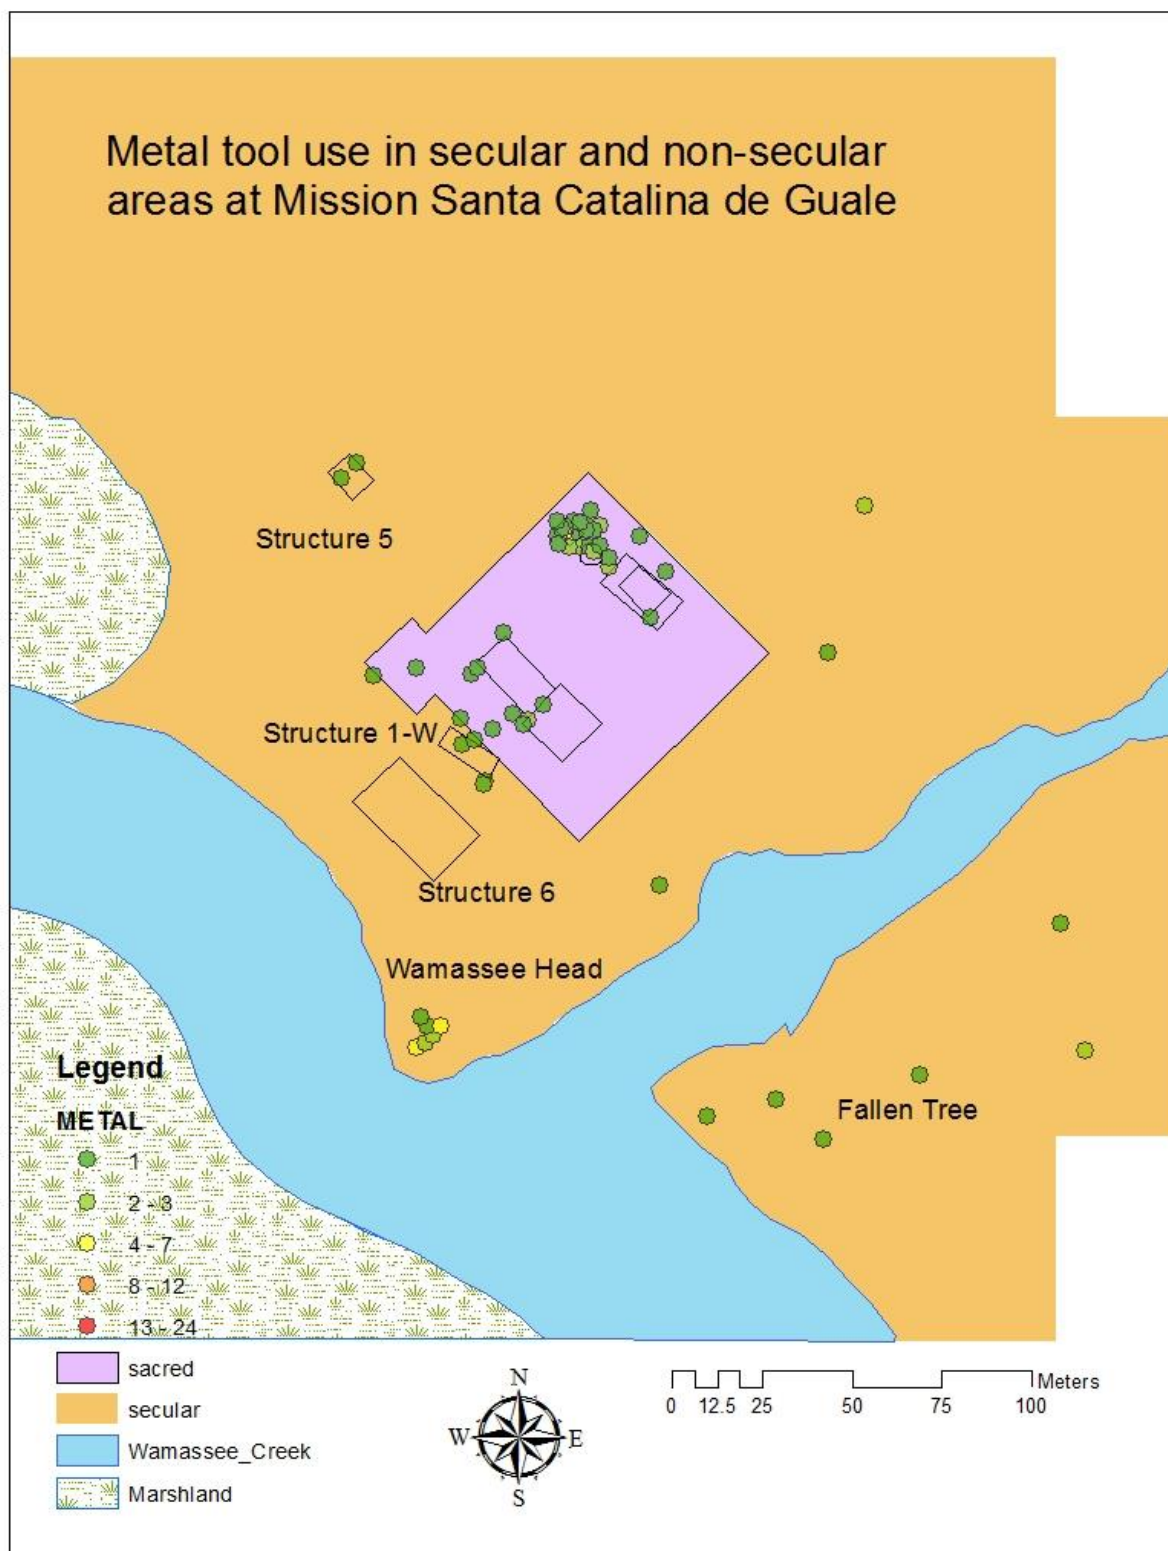 Metal tool use in secular and non-secular
areas at Mission Santa Catalina de Guale
Structure 5
Structure 1-W
Structure 6
Wamassee Head
Fallen Tree
Legend
METAL
1
2 - 3
4 - 7
8 - 12
13 - 24
sacred
secular
Wamassee_Creek
Marshland
N
W E
S
Meters
0 12.5 25 50 75 100